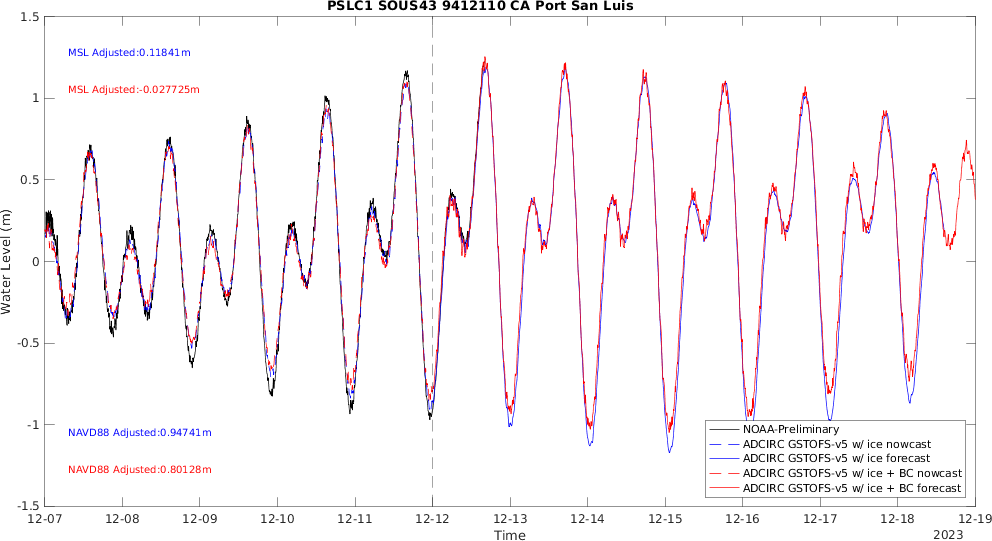 PSLC1 SOUS43 9412110 CA Port San Luis
1.5
1
0.5
0
-0.5
-1
-1.5
Water Level (m)
MSL Adjusted:0.11841m
MSL Adjusted:-0.027725m
NAVD88 Adjusted:0.94741m
NAVD88 Adjusted:0.80128m
NOAA-Preliminary
ADCIRC GSTOFS-v5 w/ ice nowcast
ADCIRC GSTOFS-v5 w/ ice forecast
ADCIRC GSTOFS-v5 w/ ice + BC nowcast
ADCIRC GSTOFS-v5 w/ ice + BC forecast
12-07 12-08 12-09 12-10 12-11 12-12 12-13 12-14 12-15 12-16 12-17 12-18 12-19
Time
2023